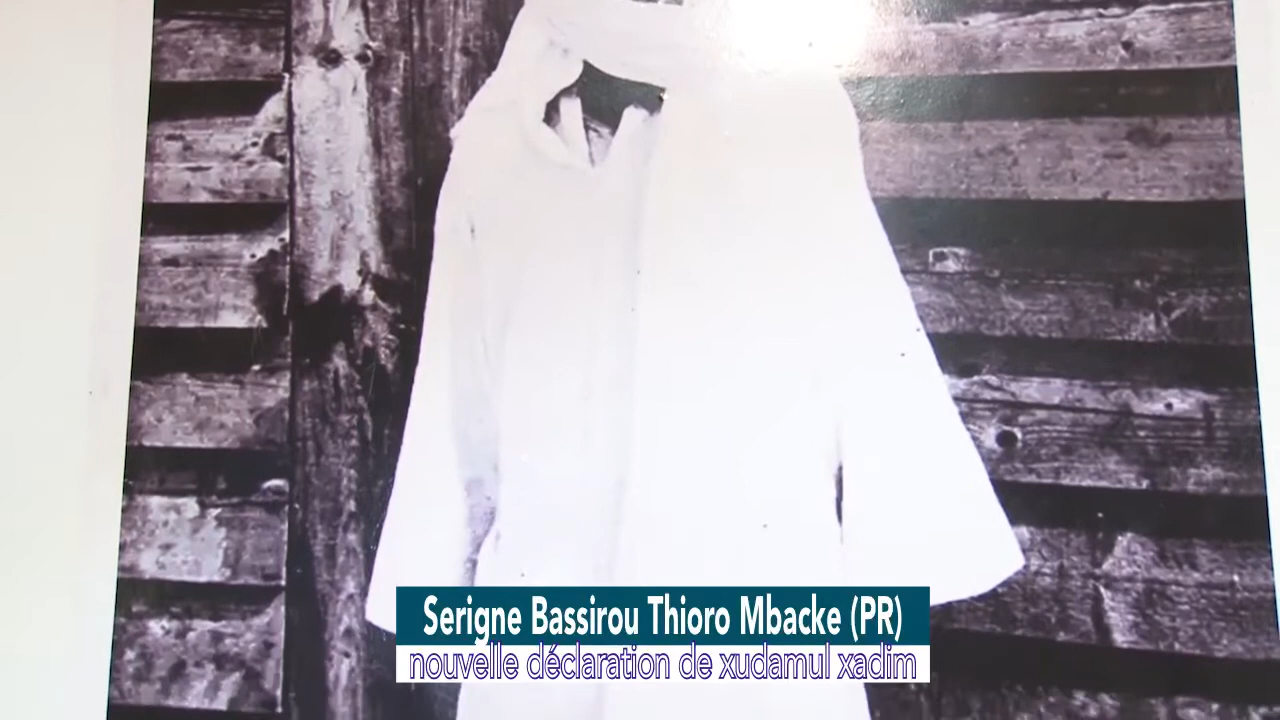 Serigne Bassirou Thioro Mbacke (PR)
nouvelle déclaration de xudamul xadim